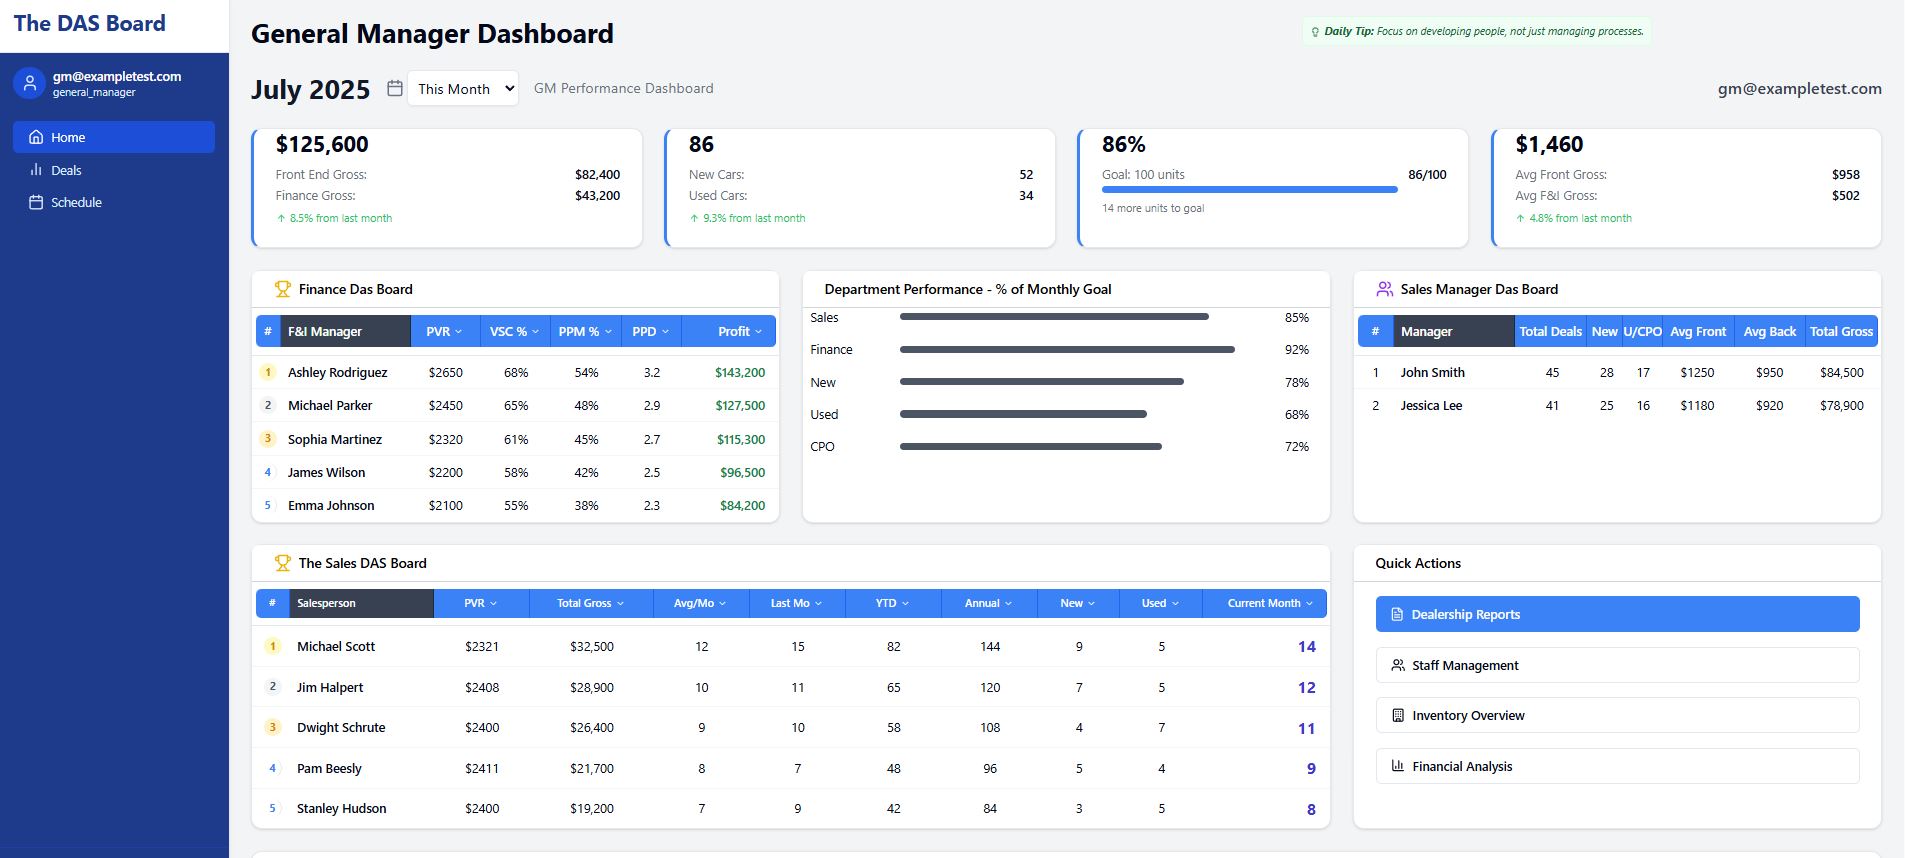 The DAS Board
General Manager Dashboard
Daily Tip: Focus on developing people, not just managing processes.
gm@exampletest.com
general_manager
Home
Deals
Schedule
July 2025 This Month GM Performance Dashboard gm@exampletest.com
$125,600
Front End Gross: $82,400
Finance Gross: $43,200
↑ 8.5% from last month
86
New Cars: 52
Used Cars: 34
↑ 9.3% from last month
86%
Goal: 100 units 86/100
14 more units to goal
$1,460
Avg Front Gross: $958
Avg F&I Gross: $502
↑ 4.8% from last month
Finance Das Board
# F&I Manager PVR VSC % PPM % PPD Profit
1 Ashley Rodriguez $2650 68% 54% 3.2 $143,200
2 Michael Parker $2450 65% 48% 2.9 $127,500
3 Sophia Martinez $2320 61% 45% 2.7 $115,300
4 James Wilson $2200 58% 42% 2.5 $96,500
5 Emma Johnson $2100 55% 38% 2.3 $84,200
Department Performance - % of Monthly Goal
Sales 85%
Finance 92%
New 78%
Used 68%
CPO 72%
Sales Manager Das Board
# Manager Total Deals New U/CPO Avg Front Avg Back Total Gross
1 John Smith 45 28 17 $1250 $950 $84,500
2 Jessica Lee 41 25 16 $1180 $920 $78,900
The Sales DAS Board
# Salesperson PVR Total Gross Avg/Mo Last Mo YTD Annual New Used Current Month
1 Michael Scott $2321 $32,500 12 15 82 144 9 5 14
2 Jim Halpert $2408 $28,900 10 11 65 120 7 5 12
3 Dwight Schrute $2400 $26,400 9 10 58 108 4 7 11
4 Pam Beesly $2411 $21,700 8 7 48 96 5 4 9
5 Stanley Hudson $2400 $19,200 7 9 42 84 3 5 8
Quick Actions
Dealership Reports
Staff Management
Inventory Overview
Financial Analysis